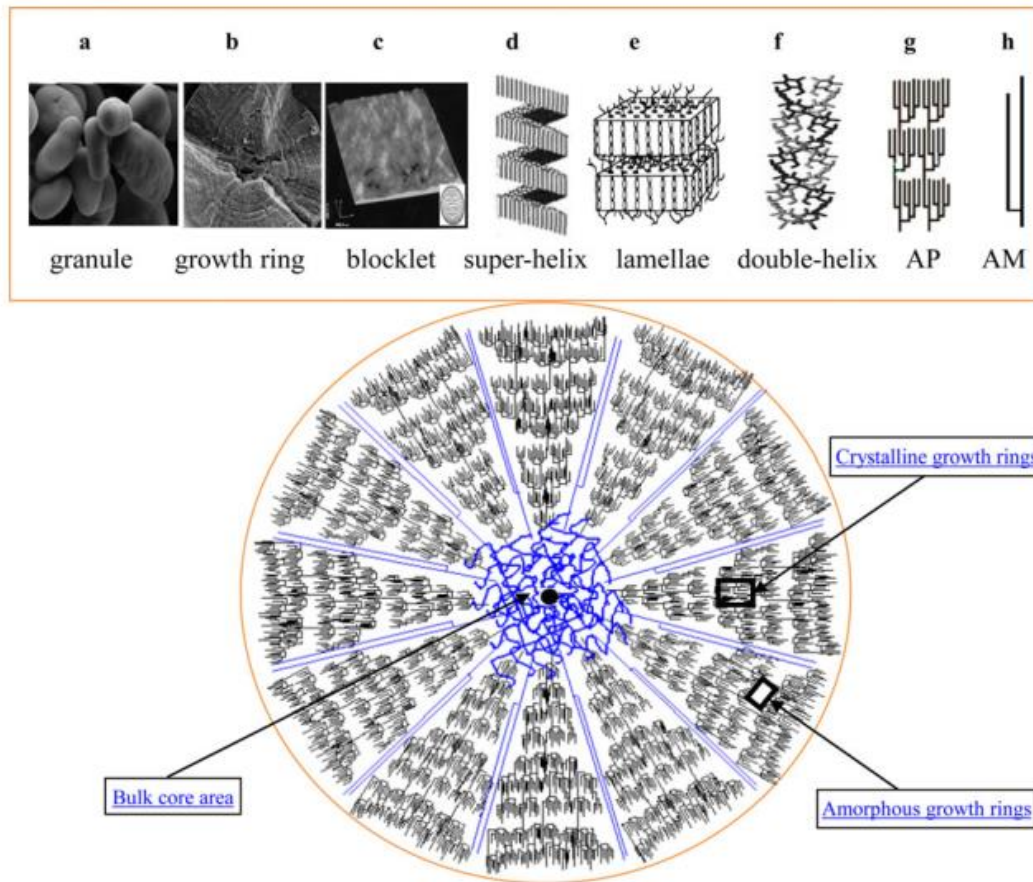 a b c d e f g h
granule growth ring blocklet super-helix lamellae double-helix AP AM
Crystalline growth rings
Bulk core area
Amorphous growth rings